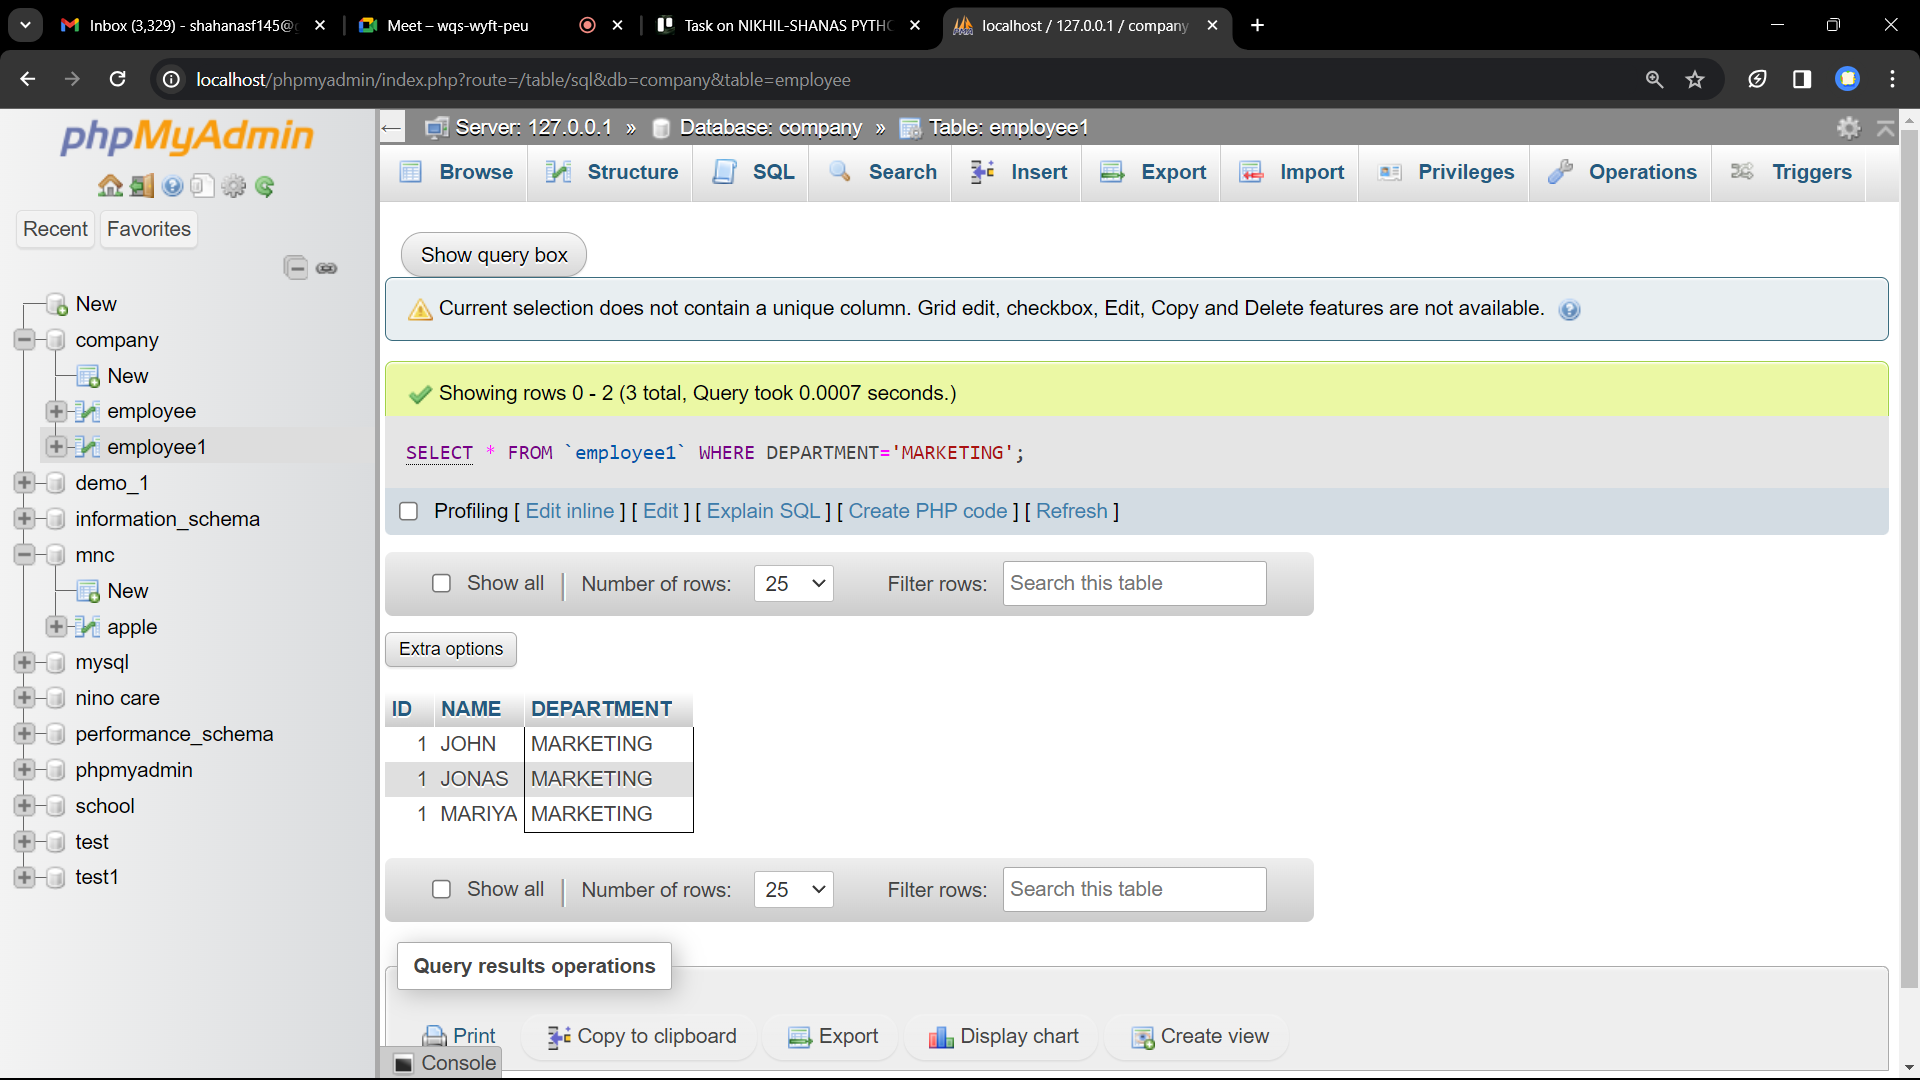 Inbox (3,329) - shahanasf145@g
Meet – wqs-wyft-peu
Task on NIKHIL-SHANAS PYTHO
localhost / 127.0.0.1 / company
localhost/phpmyadmin/index.php?route=/table/sql&db=company&table=employee
phpMyAdmin
Recent
Favorites
New
company
New
employee
employee1
demo_1
information_schema
mnc
New
apple
mysql
nino care
performance_schema
phpmyadmin
school
test
test1
Server: 127.0.0.1 » Database: company » Table: employee1
Browse
Structure
SQL
Search
Insert
Export
Import
Privileges
Operations
Triggers
Show query box
Current selection does not contain a unique column. Grid edit, checkbox, Edit, Copy and Delete features are not available.
Showing rows 0 - 2 (3 total, Query took 0.0007 seconds.)
SELECT * FROM `employee1` WHERE DEPARTMENT='MARKETING';
Profiling [ Edit inline ] [ Edit ] [ Explain SQL ] [ Create PHP code ] [ Refresh ]
Show all | Number of rows: 25 Filter rows: Search this table
Extra options
ID NAME DEPARTMENT
1 JOHN MARKETING
1 JONAS MARKETING
1 MARIYA MARKETING
Show all | Number of rows: 25 Filter rows: Search this table
Query results operations
Print
Copy to clipboard
Export
Display chart
Create view
Console